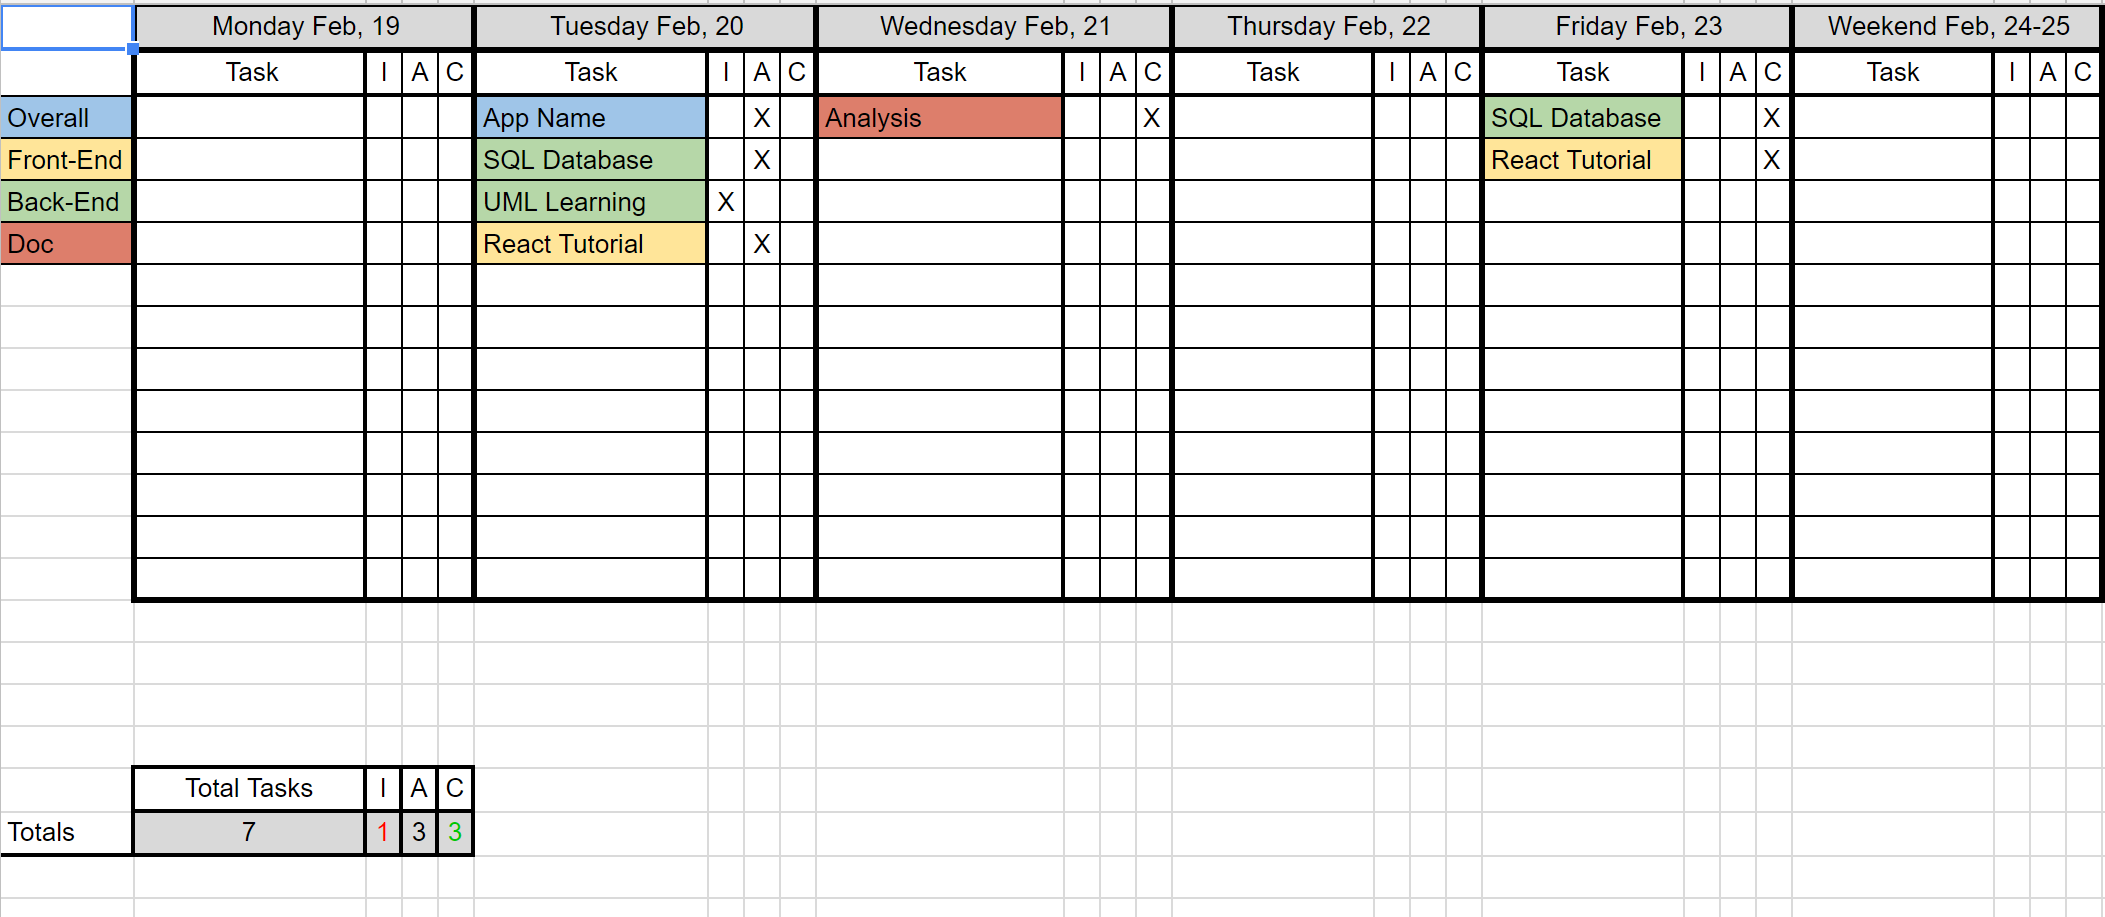 Monday Feb, 19 Tuesday Feb, 20 Wednesday Feb, 21 Thursday Feb, 22 Friday Feb, 23 Weekend Feb, 24-25
Task I A C Task I A C Task I A C Task I A C Task I A C Task I A C
Overall App Name X Analysis X SQL Database X
Front-End SQL Database X React Tutorial X
Back-End UML Learning X
Doc React Tutorial X
Total Tasks I A C
Totals 7 1 3 3